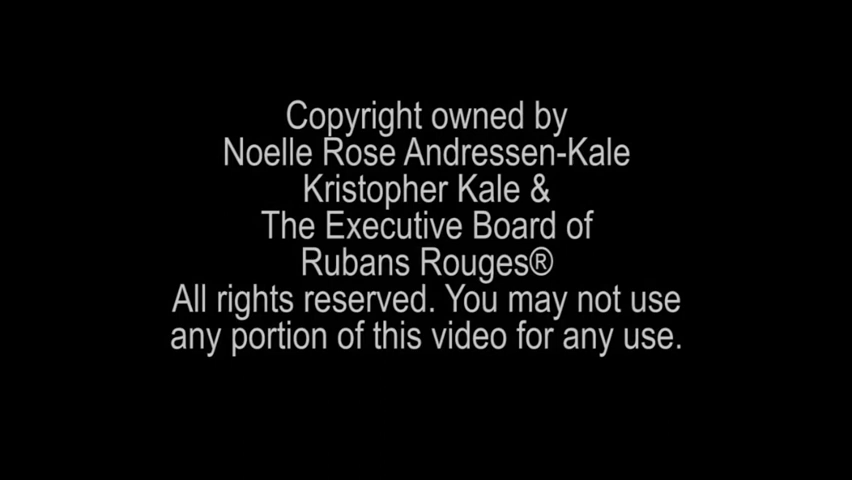 Copyright owned by
Noelle Rose Andressen-Kale
Kristopher Kale &
The Executive Board of
Rubans Rouges®
All rights reserved. You may not use
any portion of this video for any use.